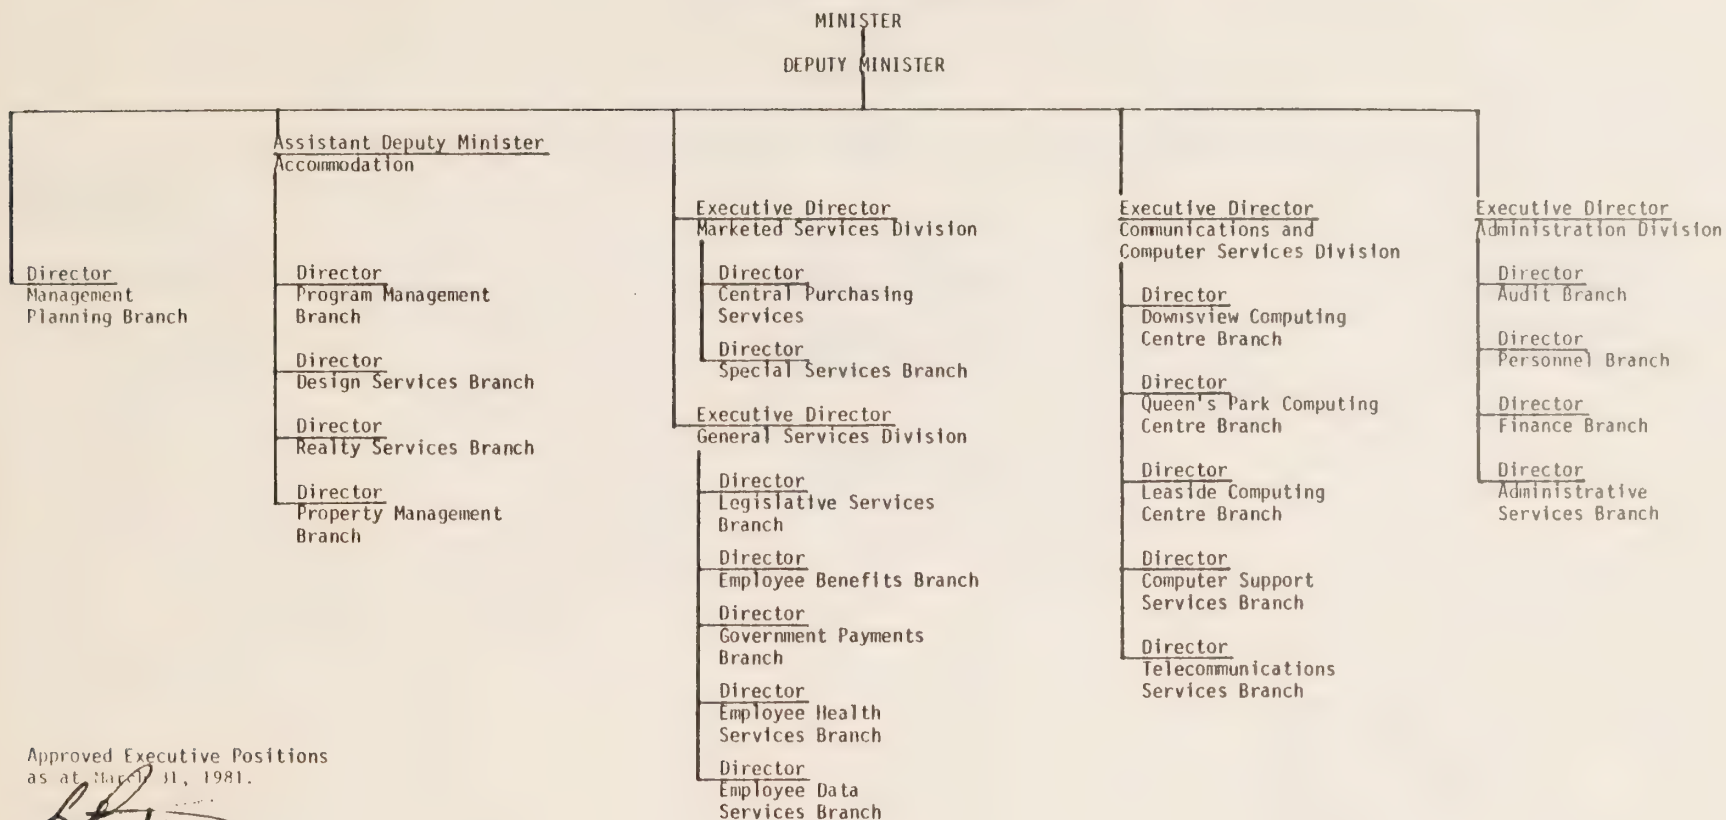 MINISTER
DEPUTY MINISTER
Director
Management
Planning Branch
Assistant Deputy Minister
Accommodation
Director
Program Management
Branch
Director
Design Services Branch
Director
Realty Services Branch
Director
Property Management
Branch
Executive Director
Marketed Services Division
Director
Central Purchasing
Services
Director
Special Services Branch
Executive Director
General Services Division
Director
Legislative Services
Branch
Director
Employee Benefits Branch
Director
Government Payments
Branch
Director
Employee Health
Services Branch
Director
Employee Data
Services Branch
Executive Director
Communications and
Computer Services Division
Director
Downsview Computing
Centre Branch
Director
Queen's Park Computing
Centre Branch
Director
Leaside Computing
Centre Branch
Director
Computer Support
Services Branch
Director
Telecommunications
Services Branch
Executive Director
Administration Division
Director
Audit Branch
Director
Personnel Branch
Director
Finance Branch
Director
Administrative
Services Branch
Approved Executive Positions
as at March 31, 1981.